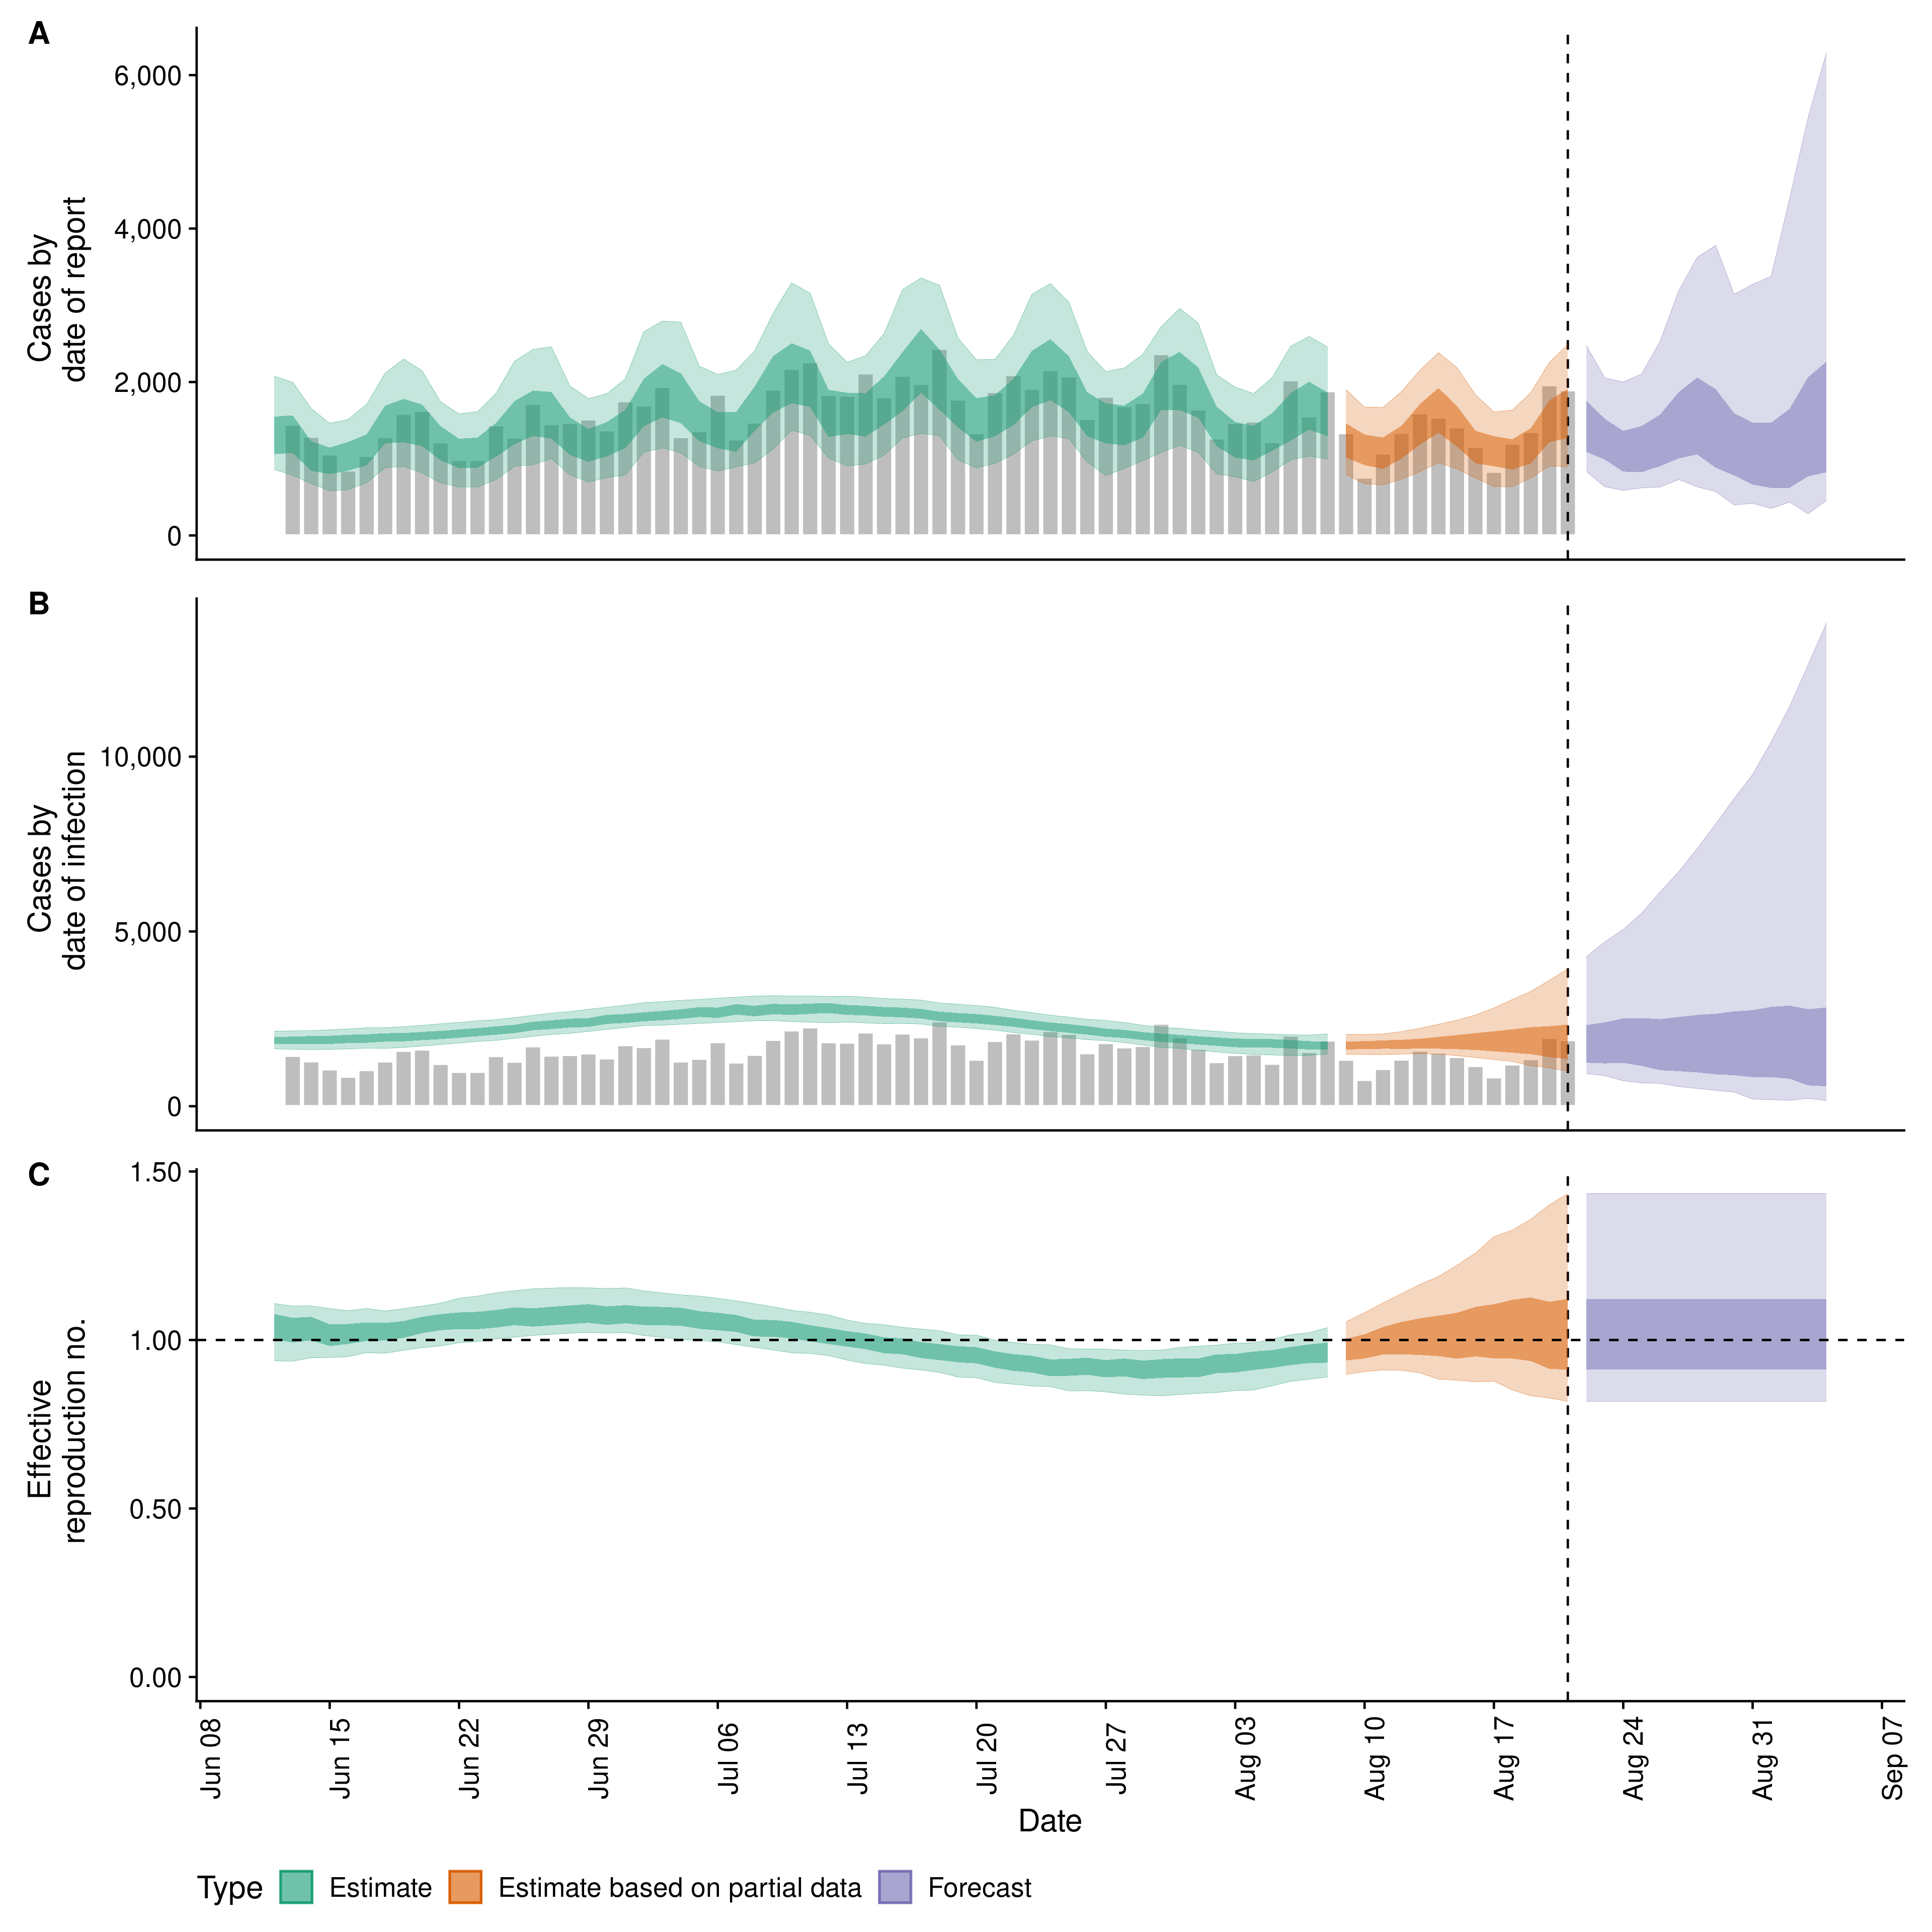 A
Cases by
date of report
6,000
4,000
2,000
0
B
Cases by
date of infection
10,000
5,000
0
C
Effective
reproduction no.
1.50
1.00
0.50
0.00
Jun 08
Jun 15
Jun 22
Jun 29
Jul 06
Jul 13
Jul 20
Jul 27
Aug 03
Aug 10
Aug 17
Aug 24
Aug 31
Sep 07
Date
Type Estimate Estimate based on partial data Forecast